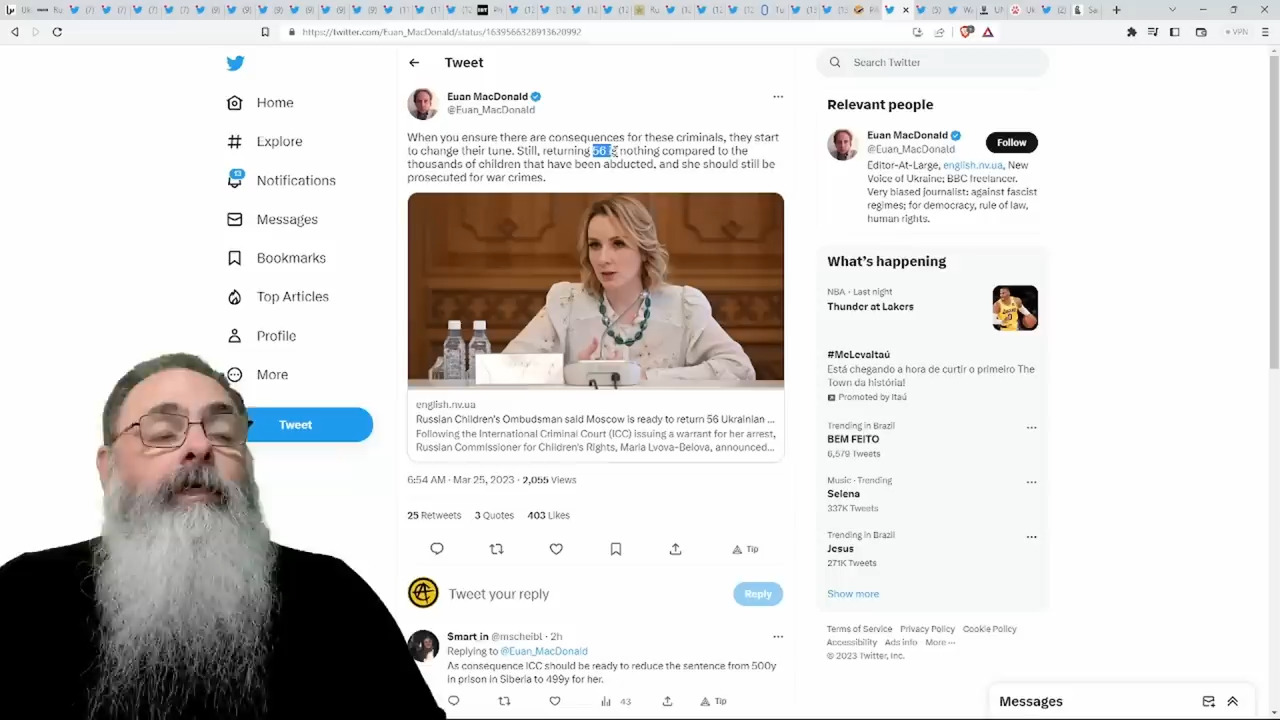 https://twitter.com/Euan_MacDonald/status/1639566328913620992
VPN
Home
Explore
Notifications
Messages
Bookmarks
Top Articles
Profile
More
Tweet
Tweet
Euan MacDonald
@Euan_MacDonald
When you ensure there are consequences for these criminals, they start
to change their tune. Still, returning 56 is nothing compared to the
thousands of children that have been abducted, and she should still be
prosecuted for war crimes.
english.nv.ua
Russian Children's Ombudsman said Moscow is ready to return 56 Ukrainian ...
Following the International Criminal Court (ICC) issuing a warrant for her arrest,
Russian Commissioner for Children's Rights, Maria Lvova-Belova, announced...
6:54 AM · Mar 25, 2023 · 2,055 Views
25 Retweets 3 Quotes 403 Likes
Tip
Tweet your reply
Reply
$mart in @mscheibl · 2h
Replying to @Euan_MacDonald
As consequence ICC should be ready to reduce the sentence from 500y
in prison in Siberia to 499y for her.
43
Tip
Search Twitter
Relevant people
Euan MacDonald
@Euan_MacDonald
Follow
Editor-At-Large, english.nv.ua, New
Voice of Ukraine; BBC freelancer.
Very biased journalist: against fascist
regimes; for democracy, rule of law,
human rights.
What's happening
NBA · Last night
Thunder at Lakers
#McLevaItaú
Está chegando a hora de curtir o primeiro The
Town da história!
Promoted by Itaú
Trending in Brazil
BEM FEITO
6,579 Tweets
Music · Trending
Selena
337K Tweets
Trending in Brazil
Jesus
271K Tweets
Show more
Terms of Service Privacy Policy Cookie Policy
Accessibility Ads info More ···
© 2023 Twitter, Inc.
Messages